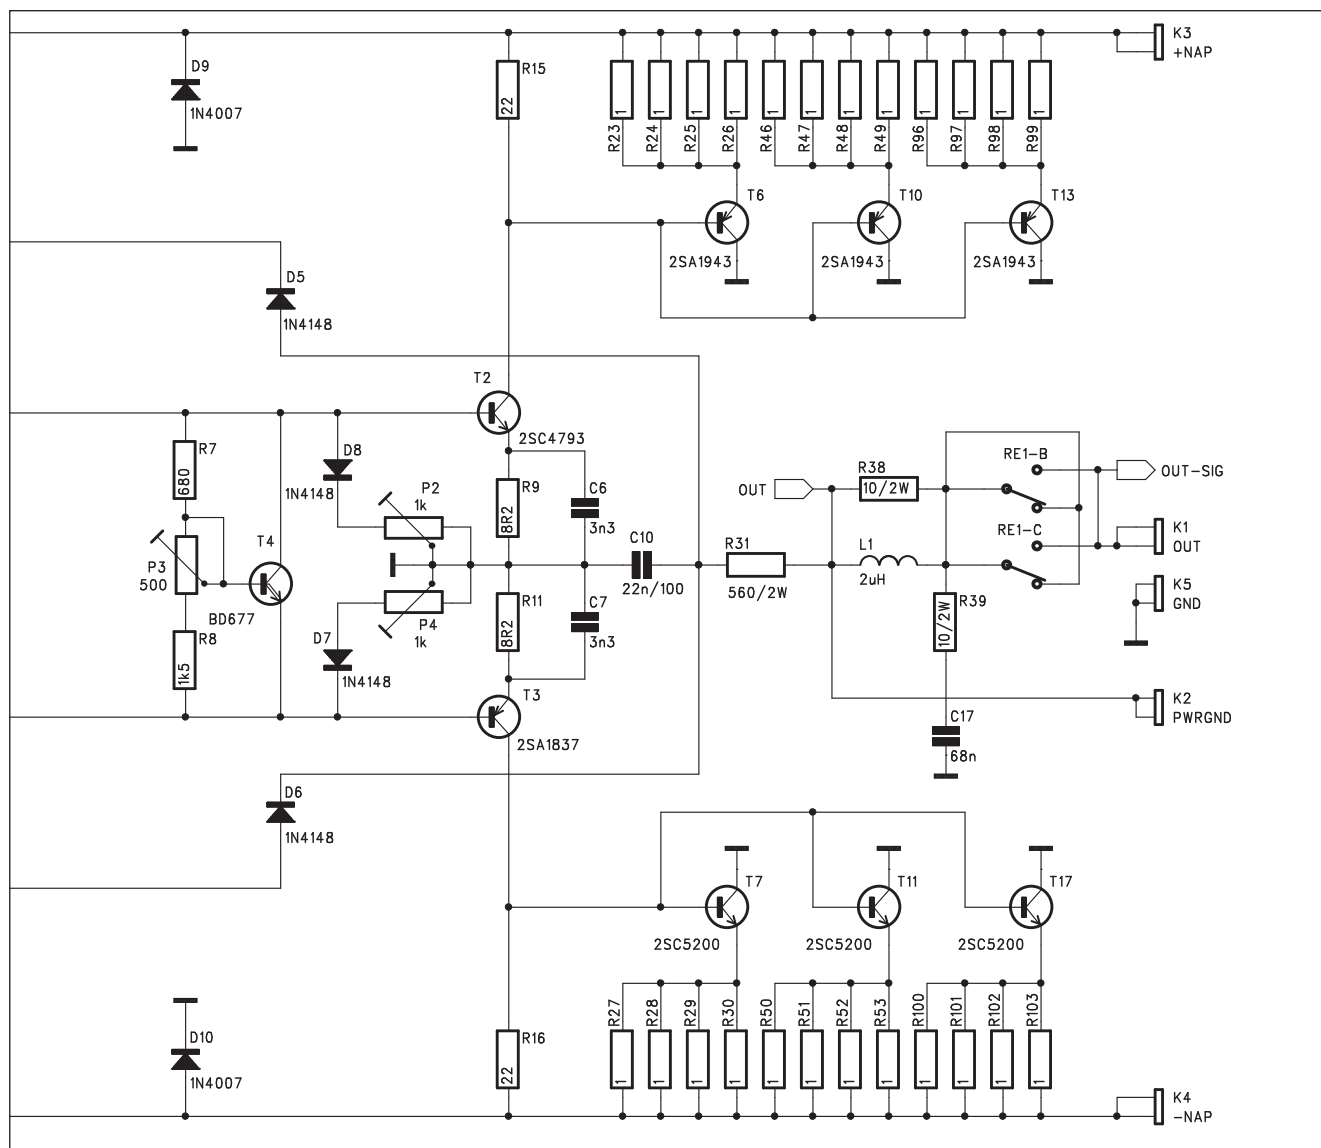 K3
+NAP
D9
1N4007
R15
22
R23
1
R24
1
R25
1
R26
1
R46
1
R47
1
R48
1
R49
1
R96
1
R97
1
R98
1
R99
1
T6
2SA1943
T10
2SA1943
T13
2SA1943
D5
1N4148
T2
2SC4793
R7
680
D8
1N4148
P2
1k
R9
8R2
C6
3n3
P3
500
T4
BD677
R8
1k5
D7
1N4148
P4
1k
R11
8R2
C7
3n3
C10
22n/100
R31
560/2W
OUT
R38
10/2W
L1
2uH
RE1-B
RE1-C
OUT-SIG
K1
OUT
K5
GND
R39
10/2W
K2
PWRGND
C17
68n
T3
2SA1837
D6
1N4148
T7
2SC5200
T11
2SC5200
T17
2SC5200
R27
1
R28
1
R29
1
R30
1
R50
1
R51
1
R52
1
R53
1
R100
1
R101
1
R102
1
R103
1
D10
1N4007
R16
22
K4
-NAP